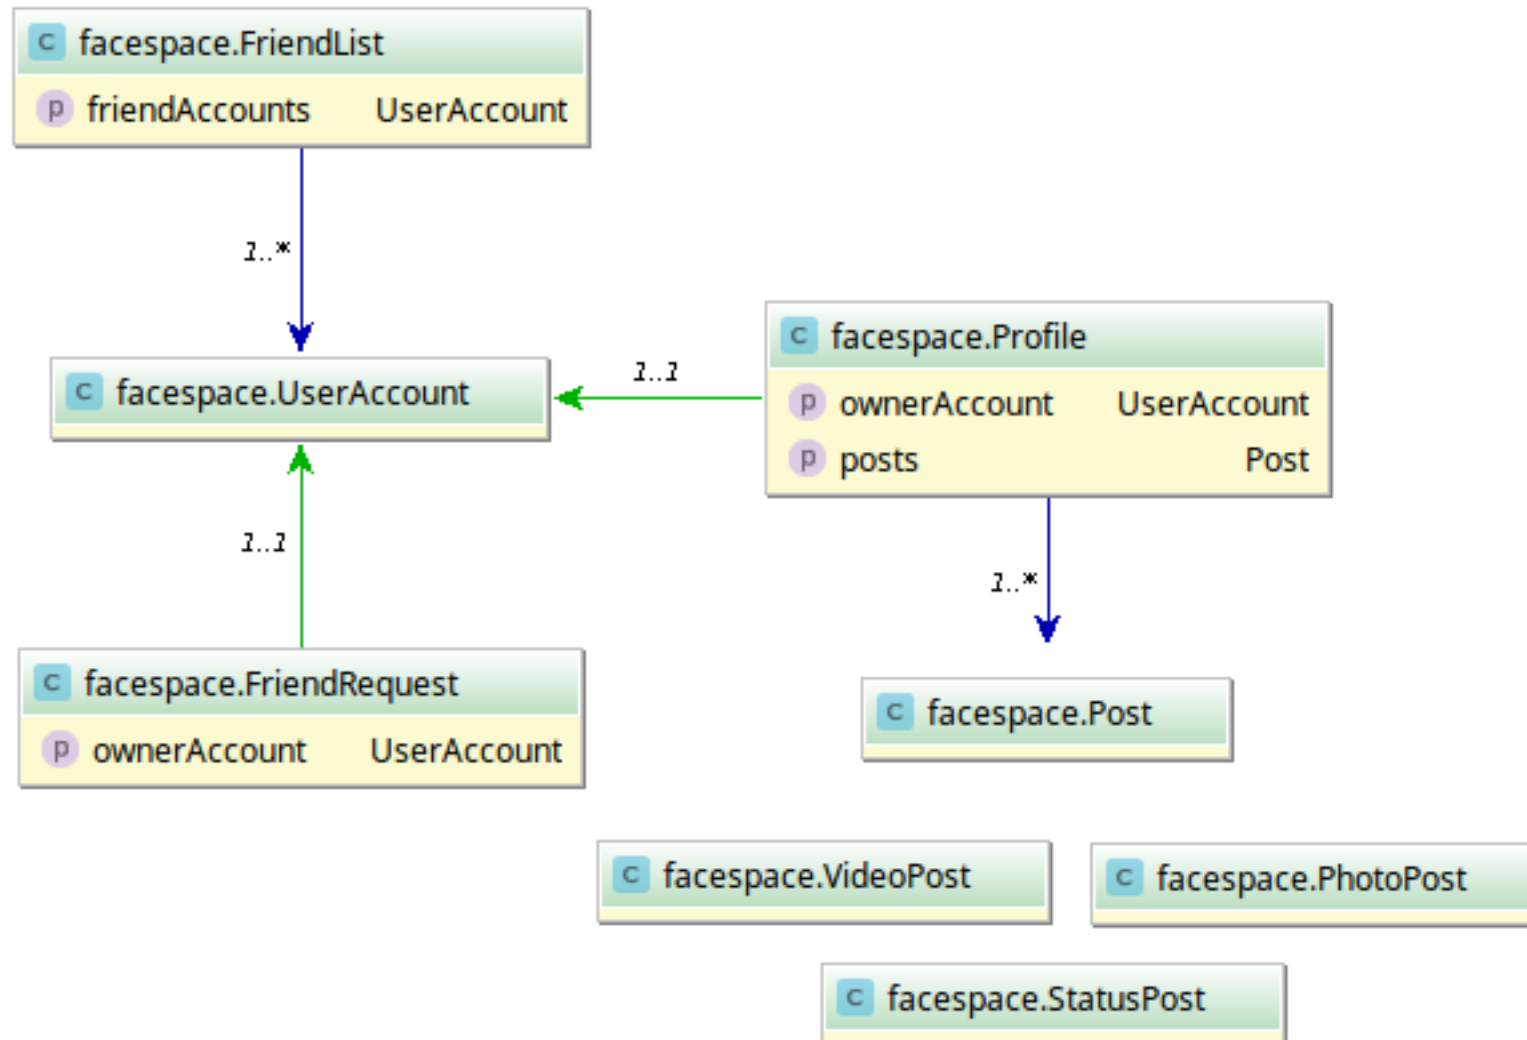 C facespace.FriendList
p friendAccounts UserAccount
1..*
C facespace.UserAccount
1..1
C facespace.Profile
p ownerAccount UserAccount
p posts Post
1..1
1..*
C facespace.FriendRequest
p ownerAccount UserAccount
C facespace.Post
C facespace.VideoPost
C facespace.PhotoPost
C facespace.StatusPost